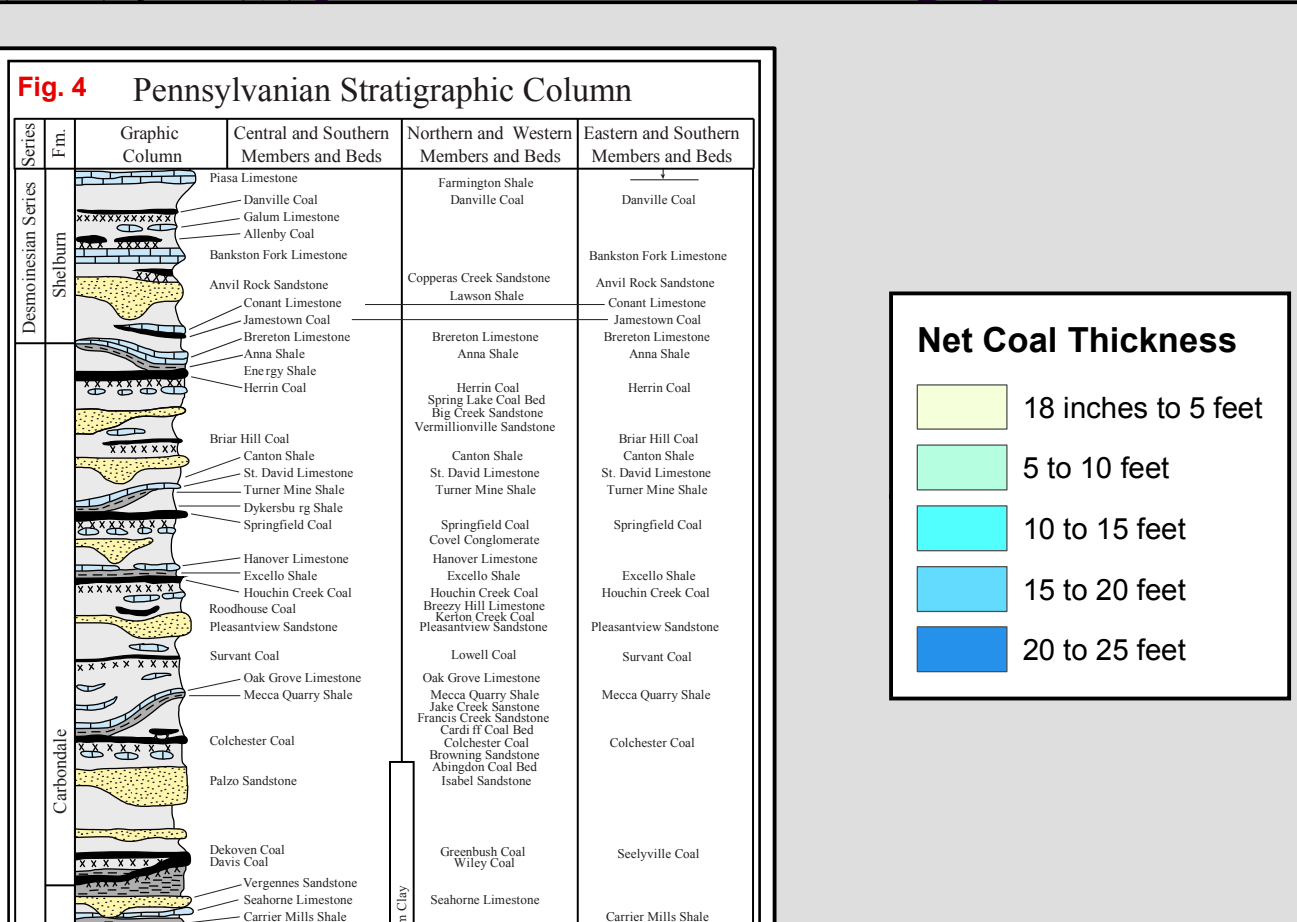 Fig. 4
Pennsylvanian Stratigraphic Column
Series
Fm.
Graphic
Column
Central and Southern
Members and Beds
Northern and Western
Members and Beds
Eastern and Southern
Members and Beds
Desmoinesian Series
Shelburn
Carbondale
Piasa Limestone
Danville Coal
Galum Limestone
Allenby Coal
Bankston Fork Limestone
Anvil Rock Sandstone
Conant Limestone
Jamestown Coal
Brereton Limestone
Anna Shale
Energy Shale
Herrin Coal
Briar Hill Coal
Canton Shale
St. David Limestone
Turner Mine Shale
Dykersbu rg Shale
Springfield Coal
Hanover Limestone
Excello Shale
Houchin Creek Coal
Roodhouse Coal
Pleasantview Sandstone
Survant Coal
Oak Grove Limestone
Mecca Quarry Shale
Colchester Coal
Palzo Sandstone
Dekoven Coal
Davis Coal
Vergennes Sandstone
Seahorne Limestone
Carrier Mills Shale
Farmington Shale
Danville Coal
Copperas Creek Sandstone
Lawson Shale
Brereton Limestone
Anna Shale
Herrin Coal
Spring Lake Coal Bed
Big Creek Sandstone
Vermillionville Sandstone
Canton Shale
St. David Limestone
Turner Mine Shale
Springfield Coal
Covel Conglomerate
Hanover Limestone
Excello Shale
Houchin Creek Coal
Breezy Hill Limestone
Kerton Creek Coal
Pleasantview Sandstone
Lowell Coal
Oak Grove Limestone
Mecca Quarry Shale
Jake Creek Sanstone
Francis Creek Sandstone
Cardi ff Coal Bed
Colchester Coal
Browning Sandstone
Abingdon Coal Bed
Isabel Sandstone
Greenbush Coal
Wiley Coal
Seahorne Limestone
Clay
Danville Coal
Bankston Fork Limestone
Anvil Rock Sandstone
Conant Limestone
Jamestown Coal
Brereton Limestone
Anna Shale
Herrin Coal
Briar Hill Coal
Canton Shale
St. David Limestone
Turner Mine Shale
Springfield Coal
Excello Shale
Houchin Creek Coal
Pleasantview Sandstone
Survant Coal
Mecca Quarry Shale
Colchester Coal
Seelyville Coal
Carrier Mills Shale
Net Coal Thickness
18 inches to 5 feet
5 to 10 feet
10 to 15 feet
15 to 20 feet
20 to 25 feet